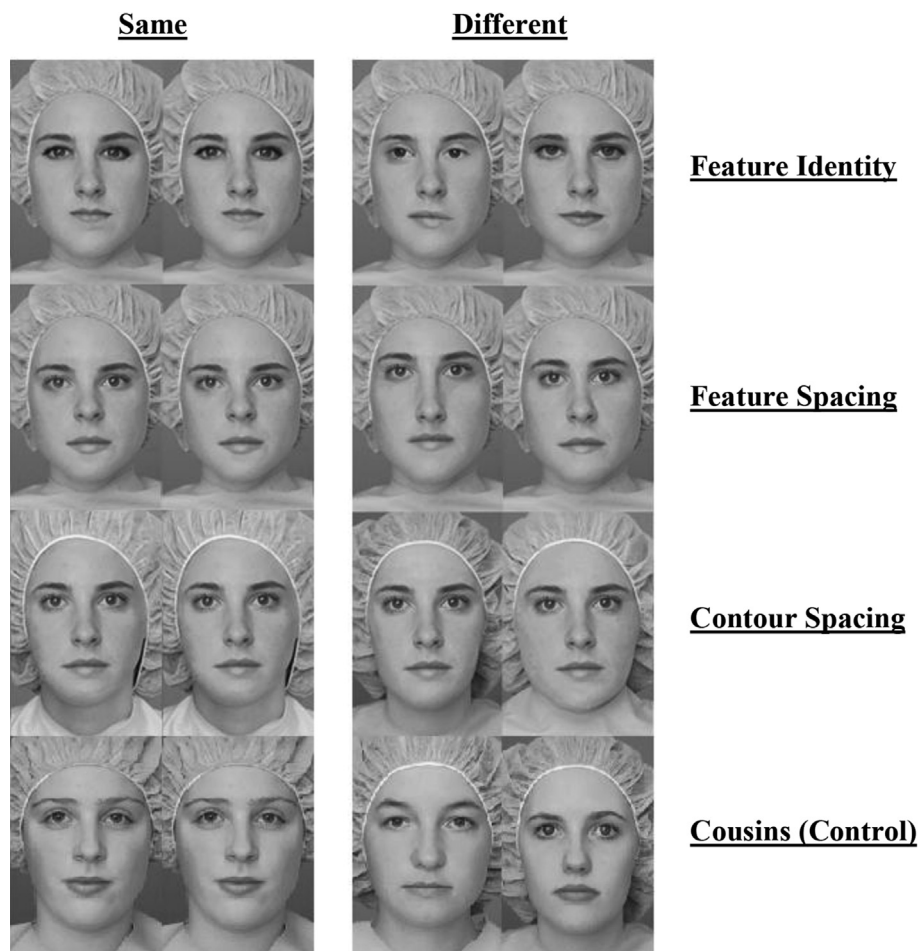 Same
Different
Feature Identity
Feature Spacing
Contour Spacing
Cousins (Control)